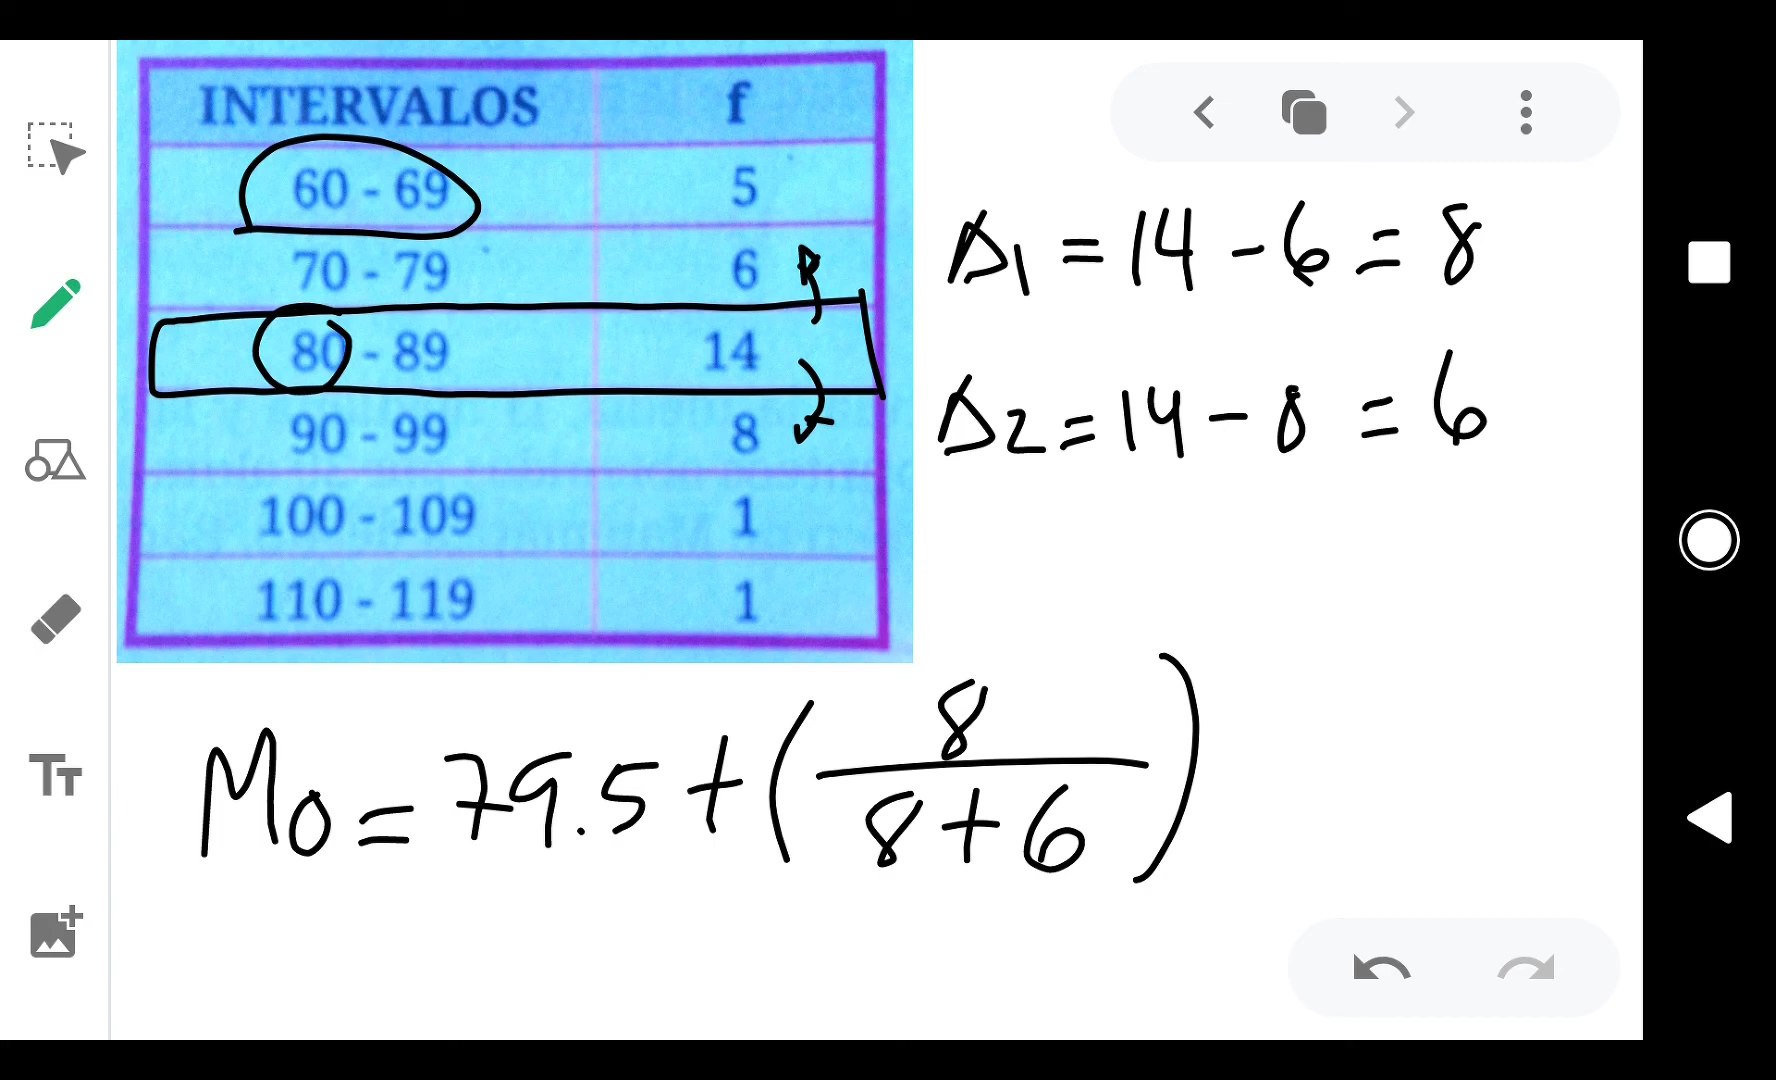 INTERVALOS f
60 - 69 5
70 - 79 6
80 - 89 14
90 - 99 8
100 - 109 1
110 - 119 1
Δ1 = 14 - 6 = 8
Δ2 = 14 - 8 = 6
Mo = 79.5 + ( 8 / 8 + 6 )
TT